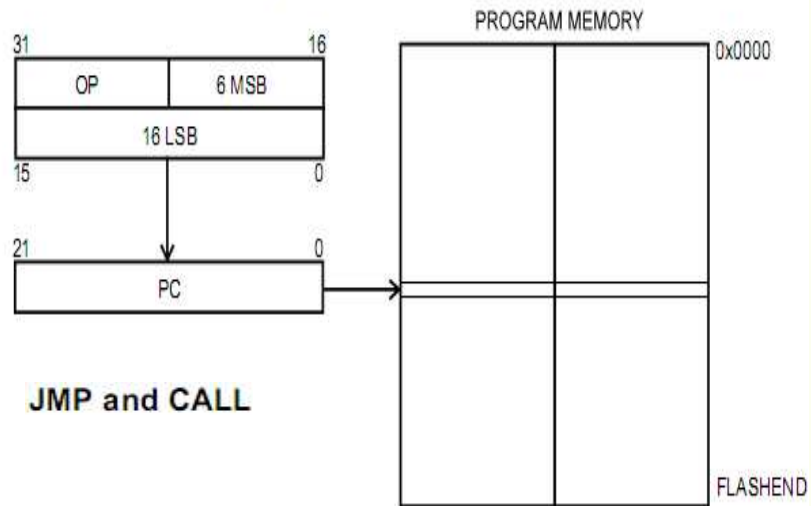 PROGRAM MEMORY
31 16
0x0000
OP 6 MSB
16 LSB
15 0
21 0
PC
JMP and CALL
FLASHEND